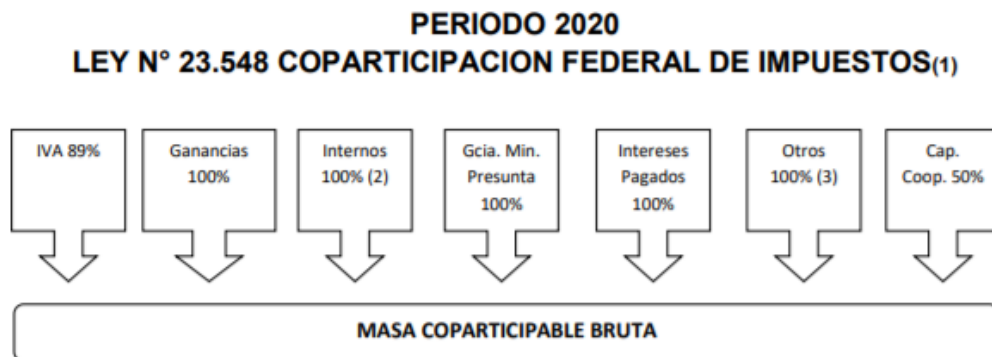 PERIODO 2020
LEY N° 23.548 COPARTICIPACION FEDERAL DE IMPUESTOS(1)
IVA 89%
Ganancias
100%
Internos
100% (2)
Gcia. Min.
Presunta
100%
Intereses
Pagados
100%
Otros
100% (3)
Cap.
Coop. 50%
MASA COPARTICIPABLE BRUTA